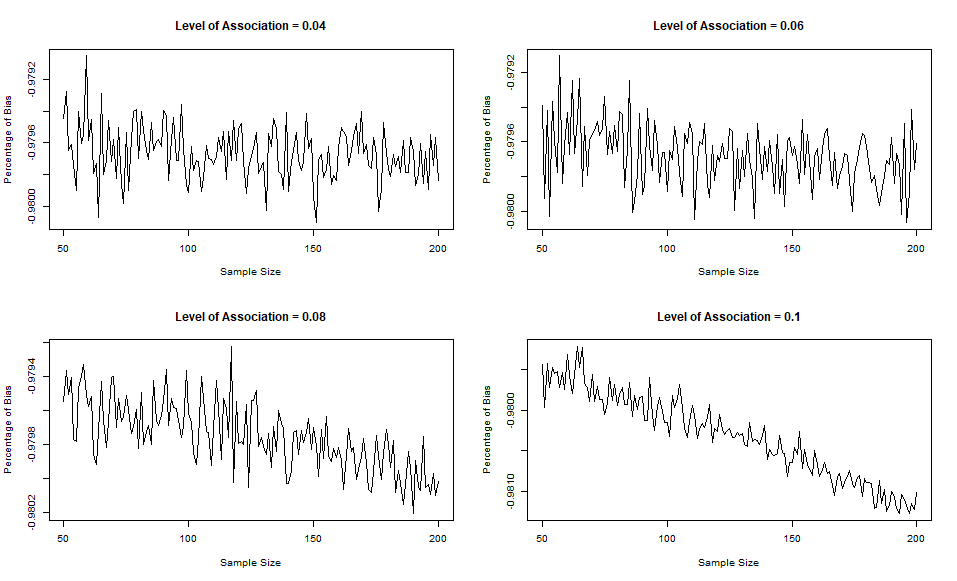 Level of Association = 0.04
Percentage of Bias
-0.9792
-0.9796
-0.9800
50
100
150
200
Sample Size
Level of Association = 0.06
Percentage of Bias
-0.9792
-0.9796
-0.9800
50
100
150
200
Sample Size
Level of Association = 0.08
Percentage of Bias
-0.9794
-0.9798
-0.9802
50
100
150
200
Sample Size
Level of Association = 0.1
Percentage of Bias
-0.9800
-0.9810
50
100
150
200
Sample Size